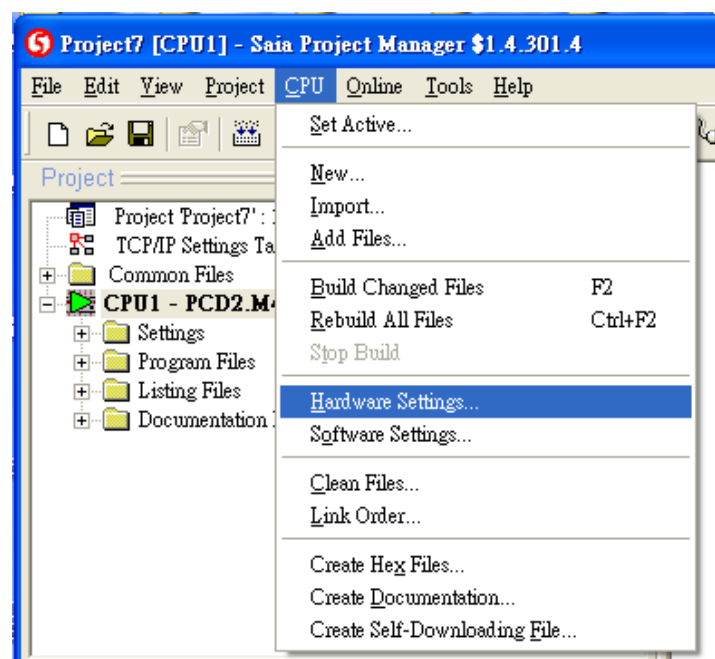 Project7 [CPU1] - Saia Project Manager $1.4.301.4
File Edit View Project CPU Online Tools Help
Project
Project 'Project7' :
TCP/IP Settings Ta
Common Files
CPU1 - PCD2.M4
Settings
Program Files
Listing Files
Documentation
Set Active...
New...
Import...
Add Files...
Build Changed Files F2
Rebuild All Files Ctrl+F2
Stop Build
Hardware Settings...
Software Settings...
Clean Files...
Link Order...
Create Hex Files...
Create Documentation...
Create Self-Downloading File...